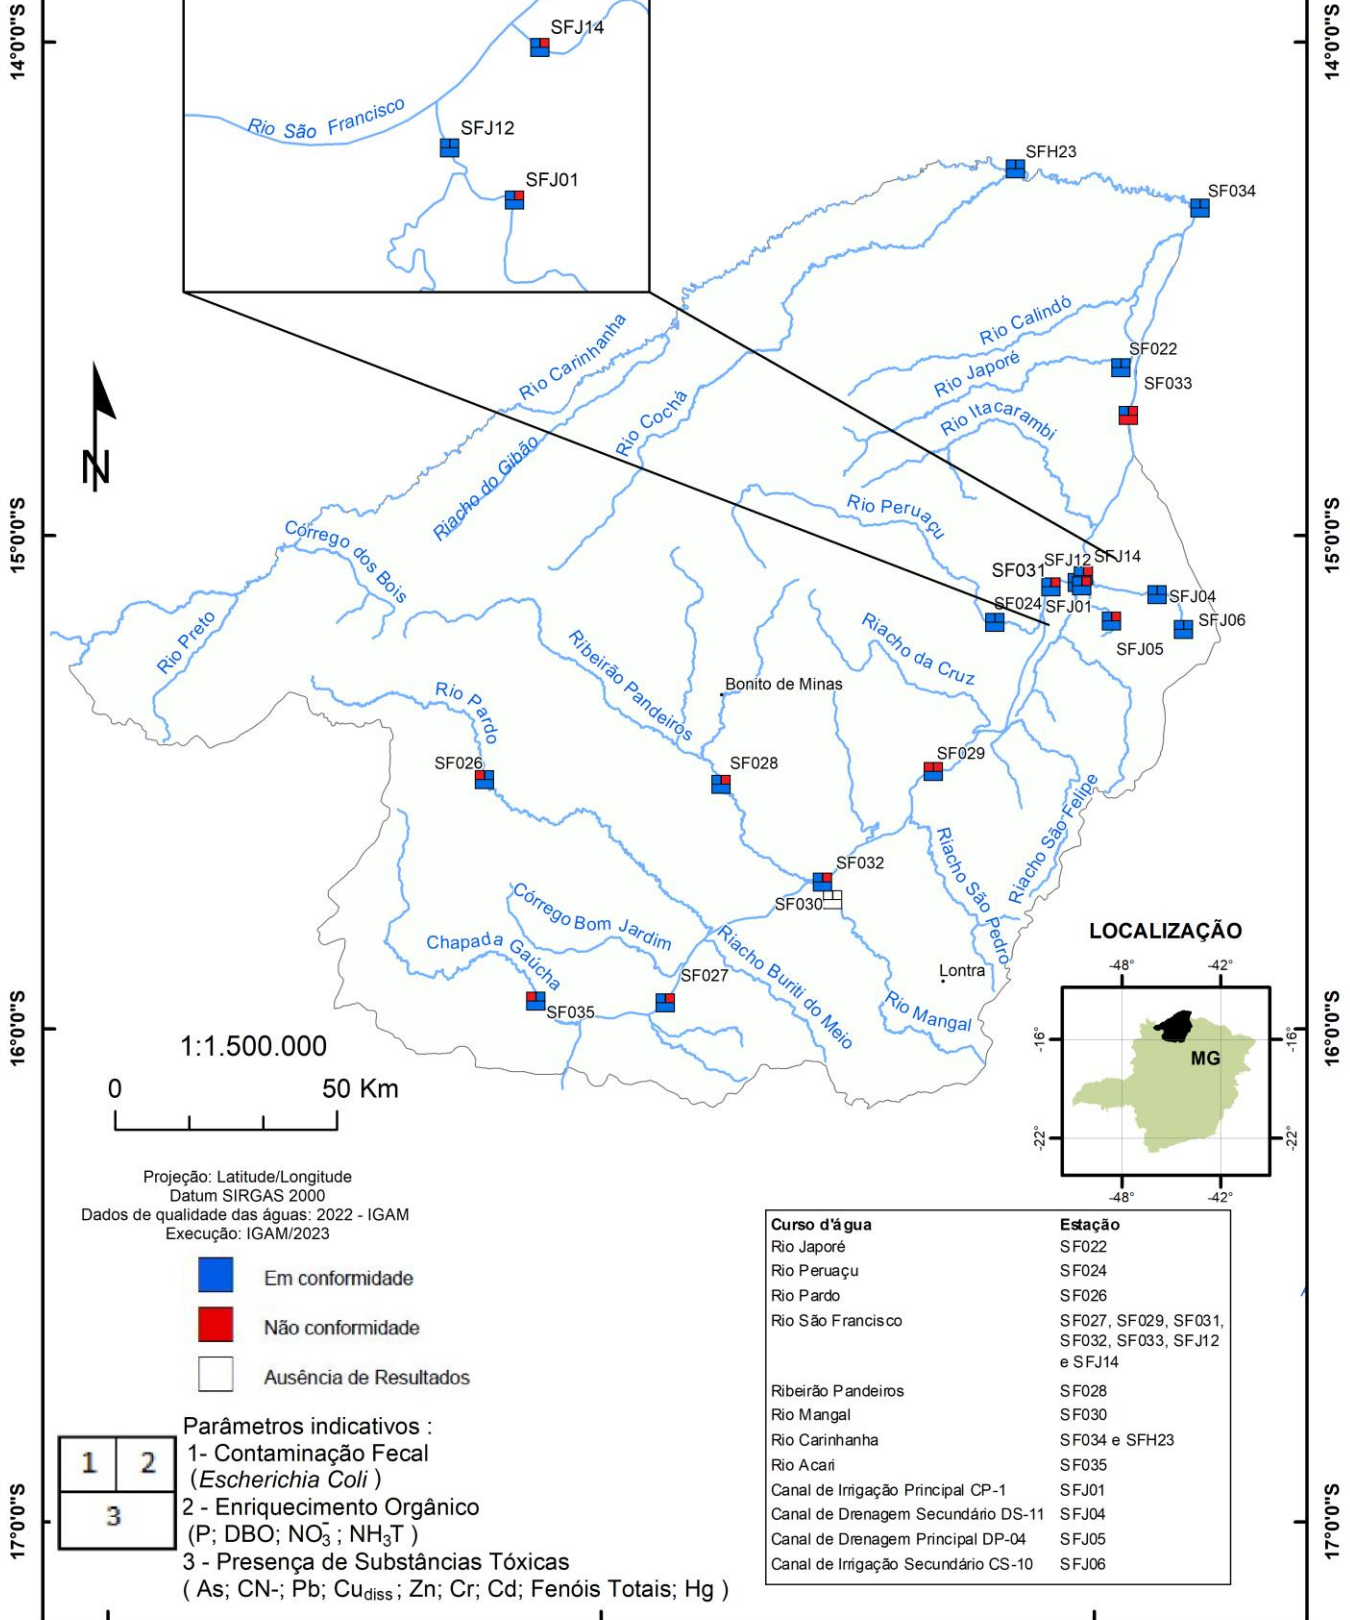 14°0'0"S
14°0'0"S
SFJ14
Rio São Francisco
SFJ12
SFJ01
SFH23
SF034
Rio Calindó
SF022
Rio Japoré
SF033
Rio Itacarambi
Rio Carinhanha
Rio Cochá
Riacho do Gibão
N
15°0'0"S
15°0'0"S
Rio Peruaçu
Córrego dos Bois
SFJ12
SFJ14
SF031
SF024
SFJ01
SFJ04
SFJ06
SFJ05
Rio Preto
Riacho da Cruz
Ribeirão Pandeiros
Bonito de Minas
Rio Pardo
SF026
SF028
SF029
Riacho São Felipe
Riacho São Pedro
SF032
SF030
Córrego Bom Jardim
Chapada Gaúcha
Riacho Buriti do Meio
SF027
SF035
Lontra
Rio Mangal
16°0'0"S
16°0'0"S
1:1.500.000
0 50 Km
LOCALIZAÇÃO
-48° -42°
-16° -16°
MG
-22° -22°
-48° -42°
Projeção: Latitude/Longitude
Datum SIRGAS 2000
Dados de qualidade das águas: 2022 - IGAM
Execução: IGAM/2023
Em conformidade
Não conformidade
Ausência de Resultados
Parâmetros indicativos :
1 2
3
1- Contaminação Fecal
(Escherichia Coli )
2 - Enriquecimento Orgânico
(P; DBO; NO₃⁻; NH₃T )
3 - Presença de Substâncias Tóxicas
( As; CN-; Pb; Cudiss; Zn; Cr; Cd; Fenóis Totais; Hg )
Curso d'água Estação
Rio Japoré SF022
Rio Peruaçu SF024
Rio Pardo SF026
Rio São Francisco SF027, SF029, SF031,
SF032, SF033, SFJ12
e SFJ14
Ribeirão Pandeiros SF028
Rio Mangal SF030
Rio Carinhanha SF034 e SFH23
Rio Acari SF035
Canal de Irrigação Principal CP-1 SFJ01
Canal de Drenagem Secundário DS-11 SFJ04
Canal de Drenagem Principal DP-04 SFJ05
Canal de Irrigação Secundário CS-10 SFJ06
17°0'0"S
17°0'0"S